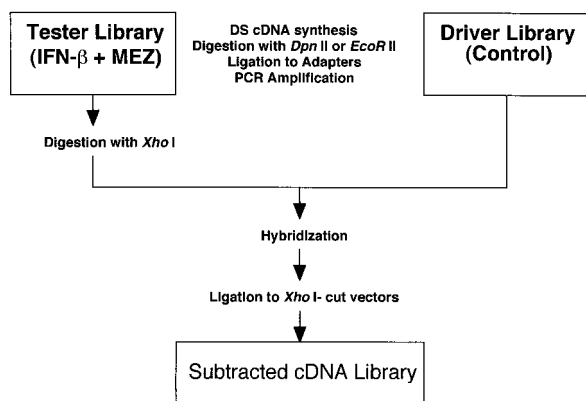 Tester Library
(IFN-β + MEZ)
DS cDNA synthesis
Digestion with Dpn II or EcoR II
Ligation to Adapters
PCR Amplification
Driver Library
(Control)
Digestion with Xho I
Hybridization
Ligation to Xho I- cut vectors
Subtracted cDNA Library